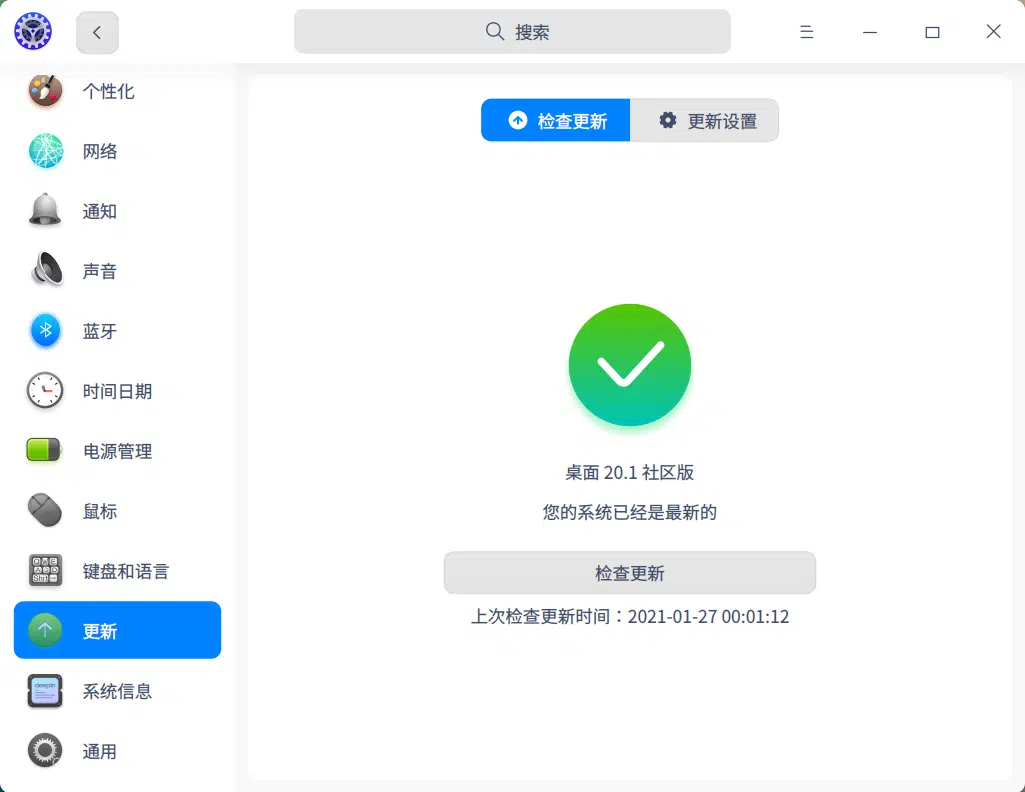 搜索
个性化
网络
通知
声音
蓝牙
时间日期
电源管理
鼠标
键盘和语言
更新
系统信息
通用
检查更新
更新设置
桌面 20.1 社区版
您的系统已经是最新的
检查更新
上次检查更新时间：2021-01-27 00:01:12
deepin